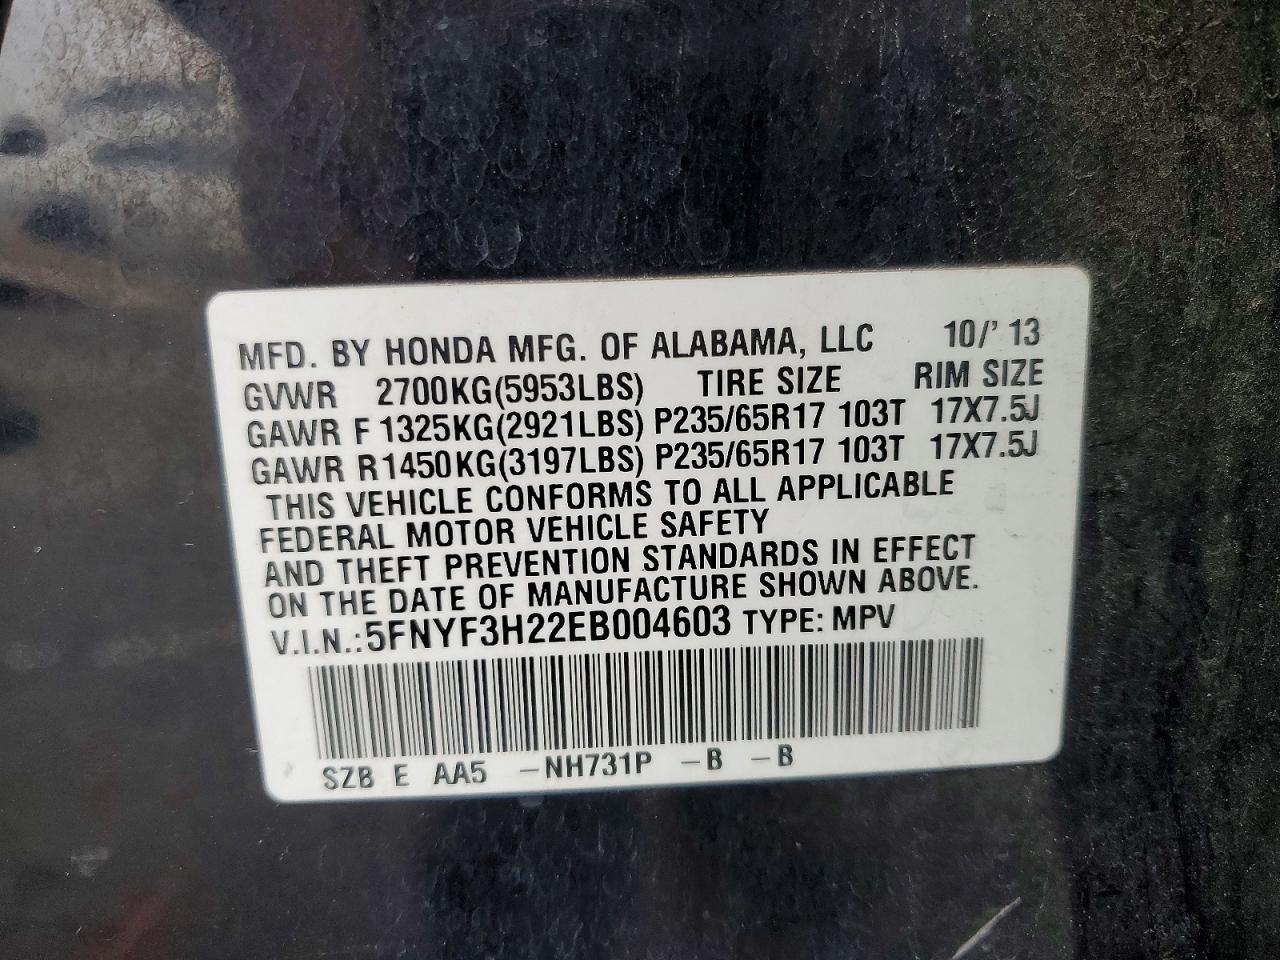 MFD. BY HONDA MFG. OF ALABAMA, LLC 10/'13
GVWR 2700KG(5953LBS) TIRE SIZE RIM SIZE
GAWR F 1325KG(2921LBS) P235/65R17 103T 17X7.5J
GAWR R1450KG(3197LBS) P235/65R17 103T 17X7.5J
THIS VEHICLE CONFORMS TO ALL APPLICABLE
FEDERAL MOTOR VEHICLE SAFETY
AND THEFT PREVENTION STANDARDS IN EFFECT
ON THE DATE OF MANUFACTURE SHOWN ABOVE.
V.I.N.:5FNYF3H22EB004603 TYPE: MPV
SZB E AA5 -NH731P -B -B